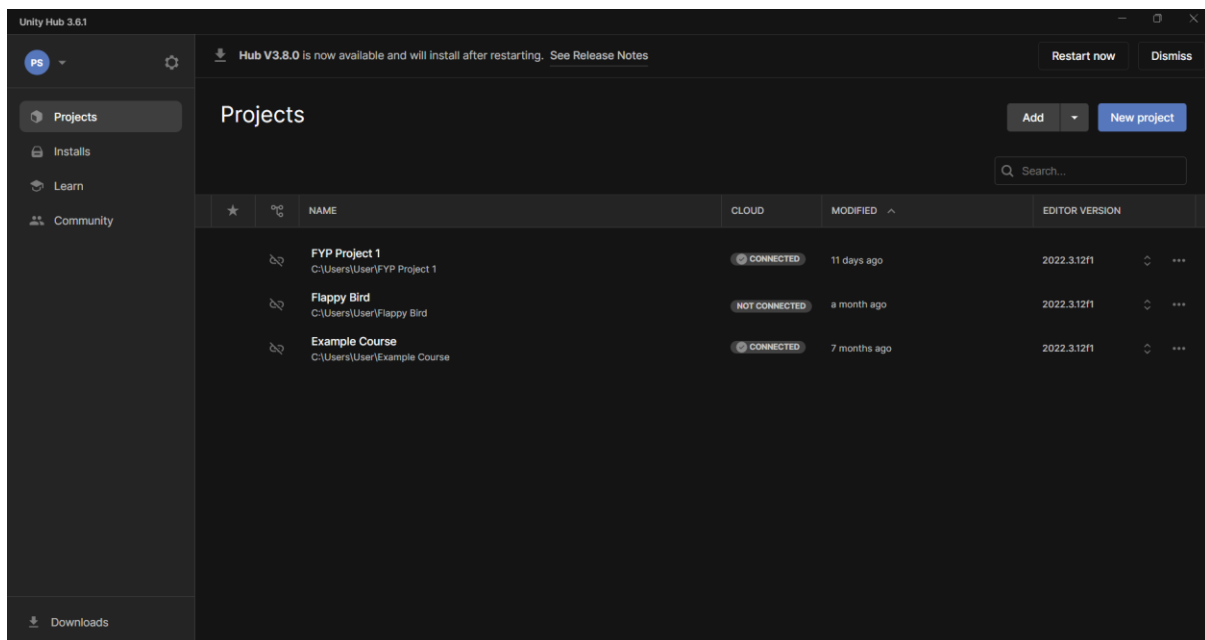 Unity Hub 3.6.1
PS
Hub V3.8.0 is now available and will install after restarting. See Release Notes
Restart now
Dismiss
Projects
Installs
Learn
Community
Downloads
Projects
Add
New project
Search...
NAME CLOUD MODIFIED EDITOR VERSION
FYP Project 1 CONNECTED 11 days ago 2022.3.12f1
C:\Users\User\FYP Project 1
Flappy Bird NOT CONNECTED a month ago 2022.3.12f1
C:\Users\User\Flappy Bird
Example Course CONNECTED 7 months ago 2022.3.12f1
C:\Users\User\Example Course